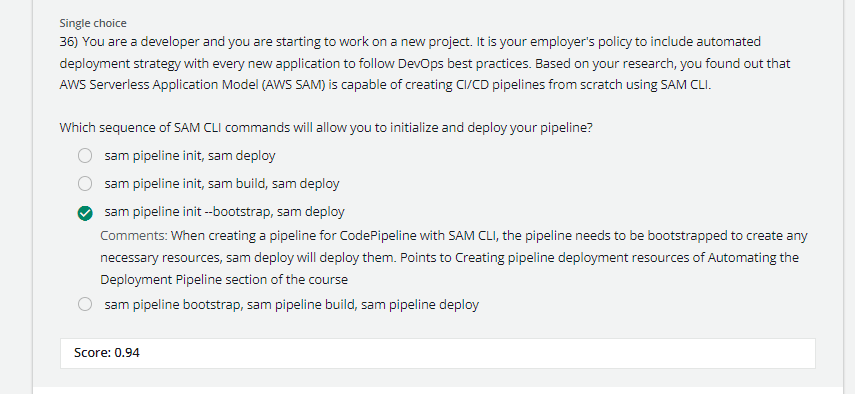 Single choice
36) You are a developer and you are starting to work on a new project. It is your employer's policy to include automated
deployment strategy with every new application to follow DevOps best practices. Based on your research, you found out that
AWS Serverless Application Model (AWS SAM) is capable of creating CI/CD pipelines from scratch using SAM CLI.
Which sequence of SAM CLI commands will allow you to initialize and deploy your pipeline?
sam pipeline init, sam deploy
sam pipeline init, sam build, sam deploy
sam pipeline init --bootstrap, sam deploy
Comments: When creating a pipeline for CodePipeline with SAM CLI, the pipeline needs to be bootstrapped to create any
necessary resources, sam deploy will deploy them. Points to Creating pipeline deployment resources of Automating the
Deployment Pipeline section of the course
sam pipeline bootstrap, sam pipeline build, sam pipeline deploy
Score: 0.94